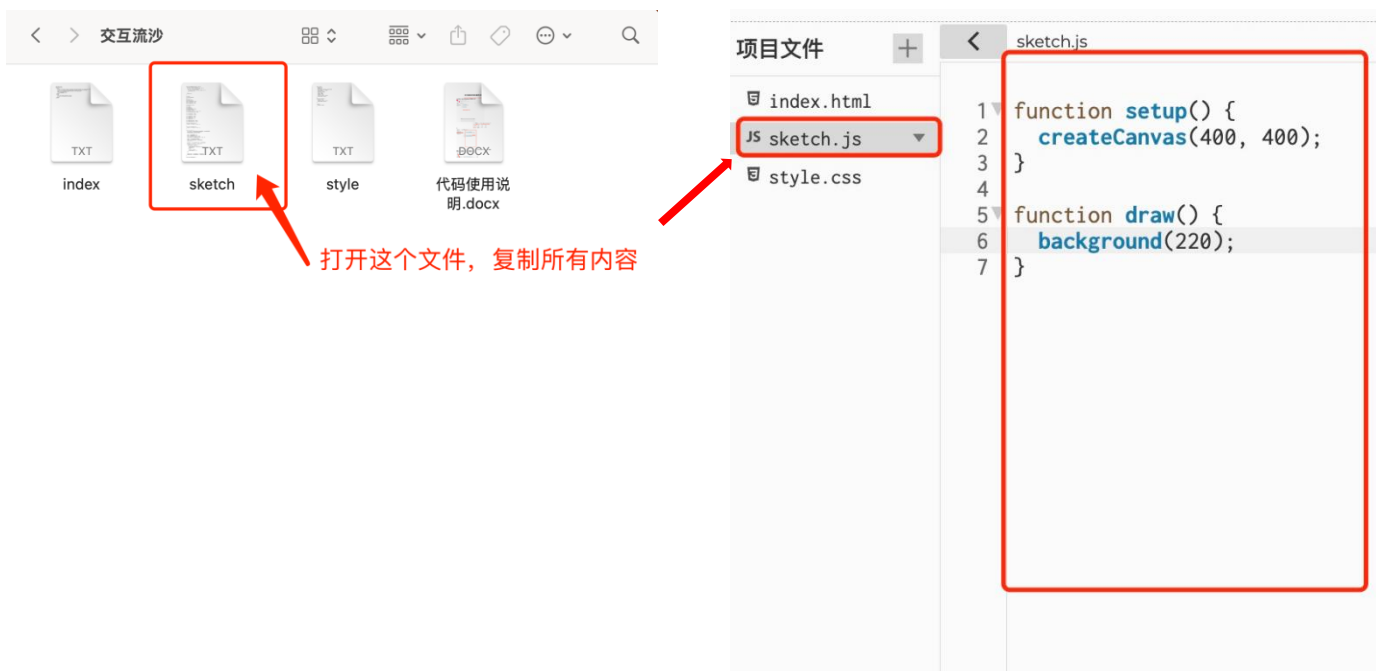 交互流沙
TXT
TXT
TXT
DOCX
index
sketch
style
代码使用说
明.docx
打开这个文件，复制所有内容
项目文件
sketch.js
index.html
JS sketch.js
style.css
1 function setup() {
2 createCanvas(400, 400);
3 }
4
5 function draw() {
6 background(220);
7 }